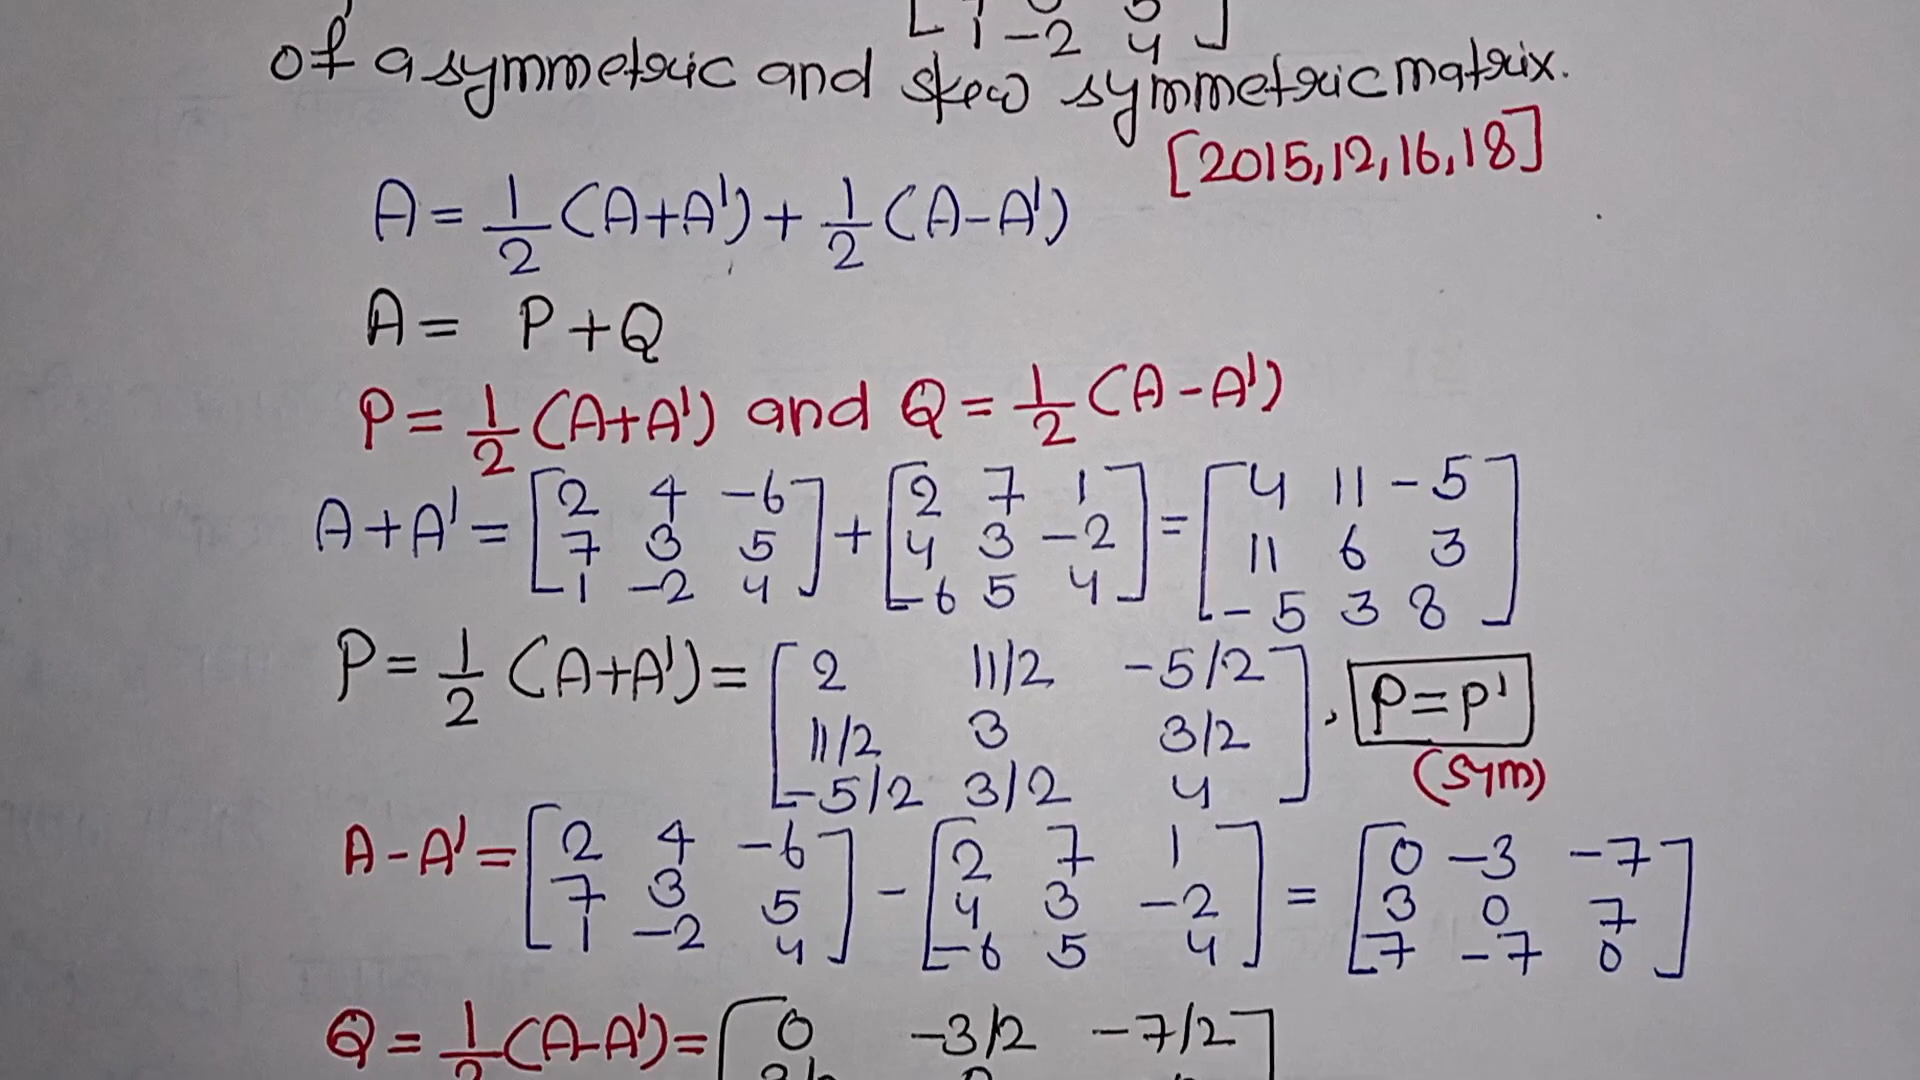 1 -2 4
of a symmetric and skew symmetric matrix.
[2015,12,16,18]
A = 1/2 (A+A') + 1/2 (A-A')
A = P+Q
P = 1/2 (A+A') and Q = 1/2 (A-A')
A+A' = [2 4 -6] + [2 7 1] = [4 11 -5]
[7 3 5] [4 3 -2] [11 6 3]
[1 -2 4] [-6 5 4] [-5 3 8]
P = 1/2 (A+A') = [2 11/2 -5/2] , P=P'
[11/2 3 3/2] (sym)
[-5/2 3/2 4]
A-A' = [2 4 -6] - [2 7 1] = [0 -3 -7]
[7 3 5] [4 3 -2] [3 0 7]
[1 -2 4] [-6 5 4] [7 -7 0]
Q = 1/2 (A-A') = [0 -3/2 -7/2]